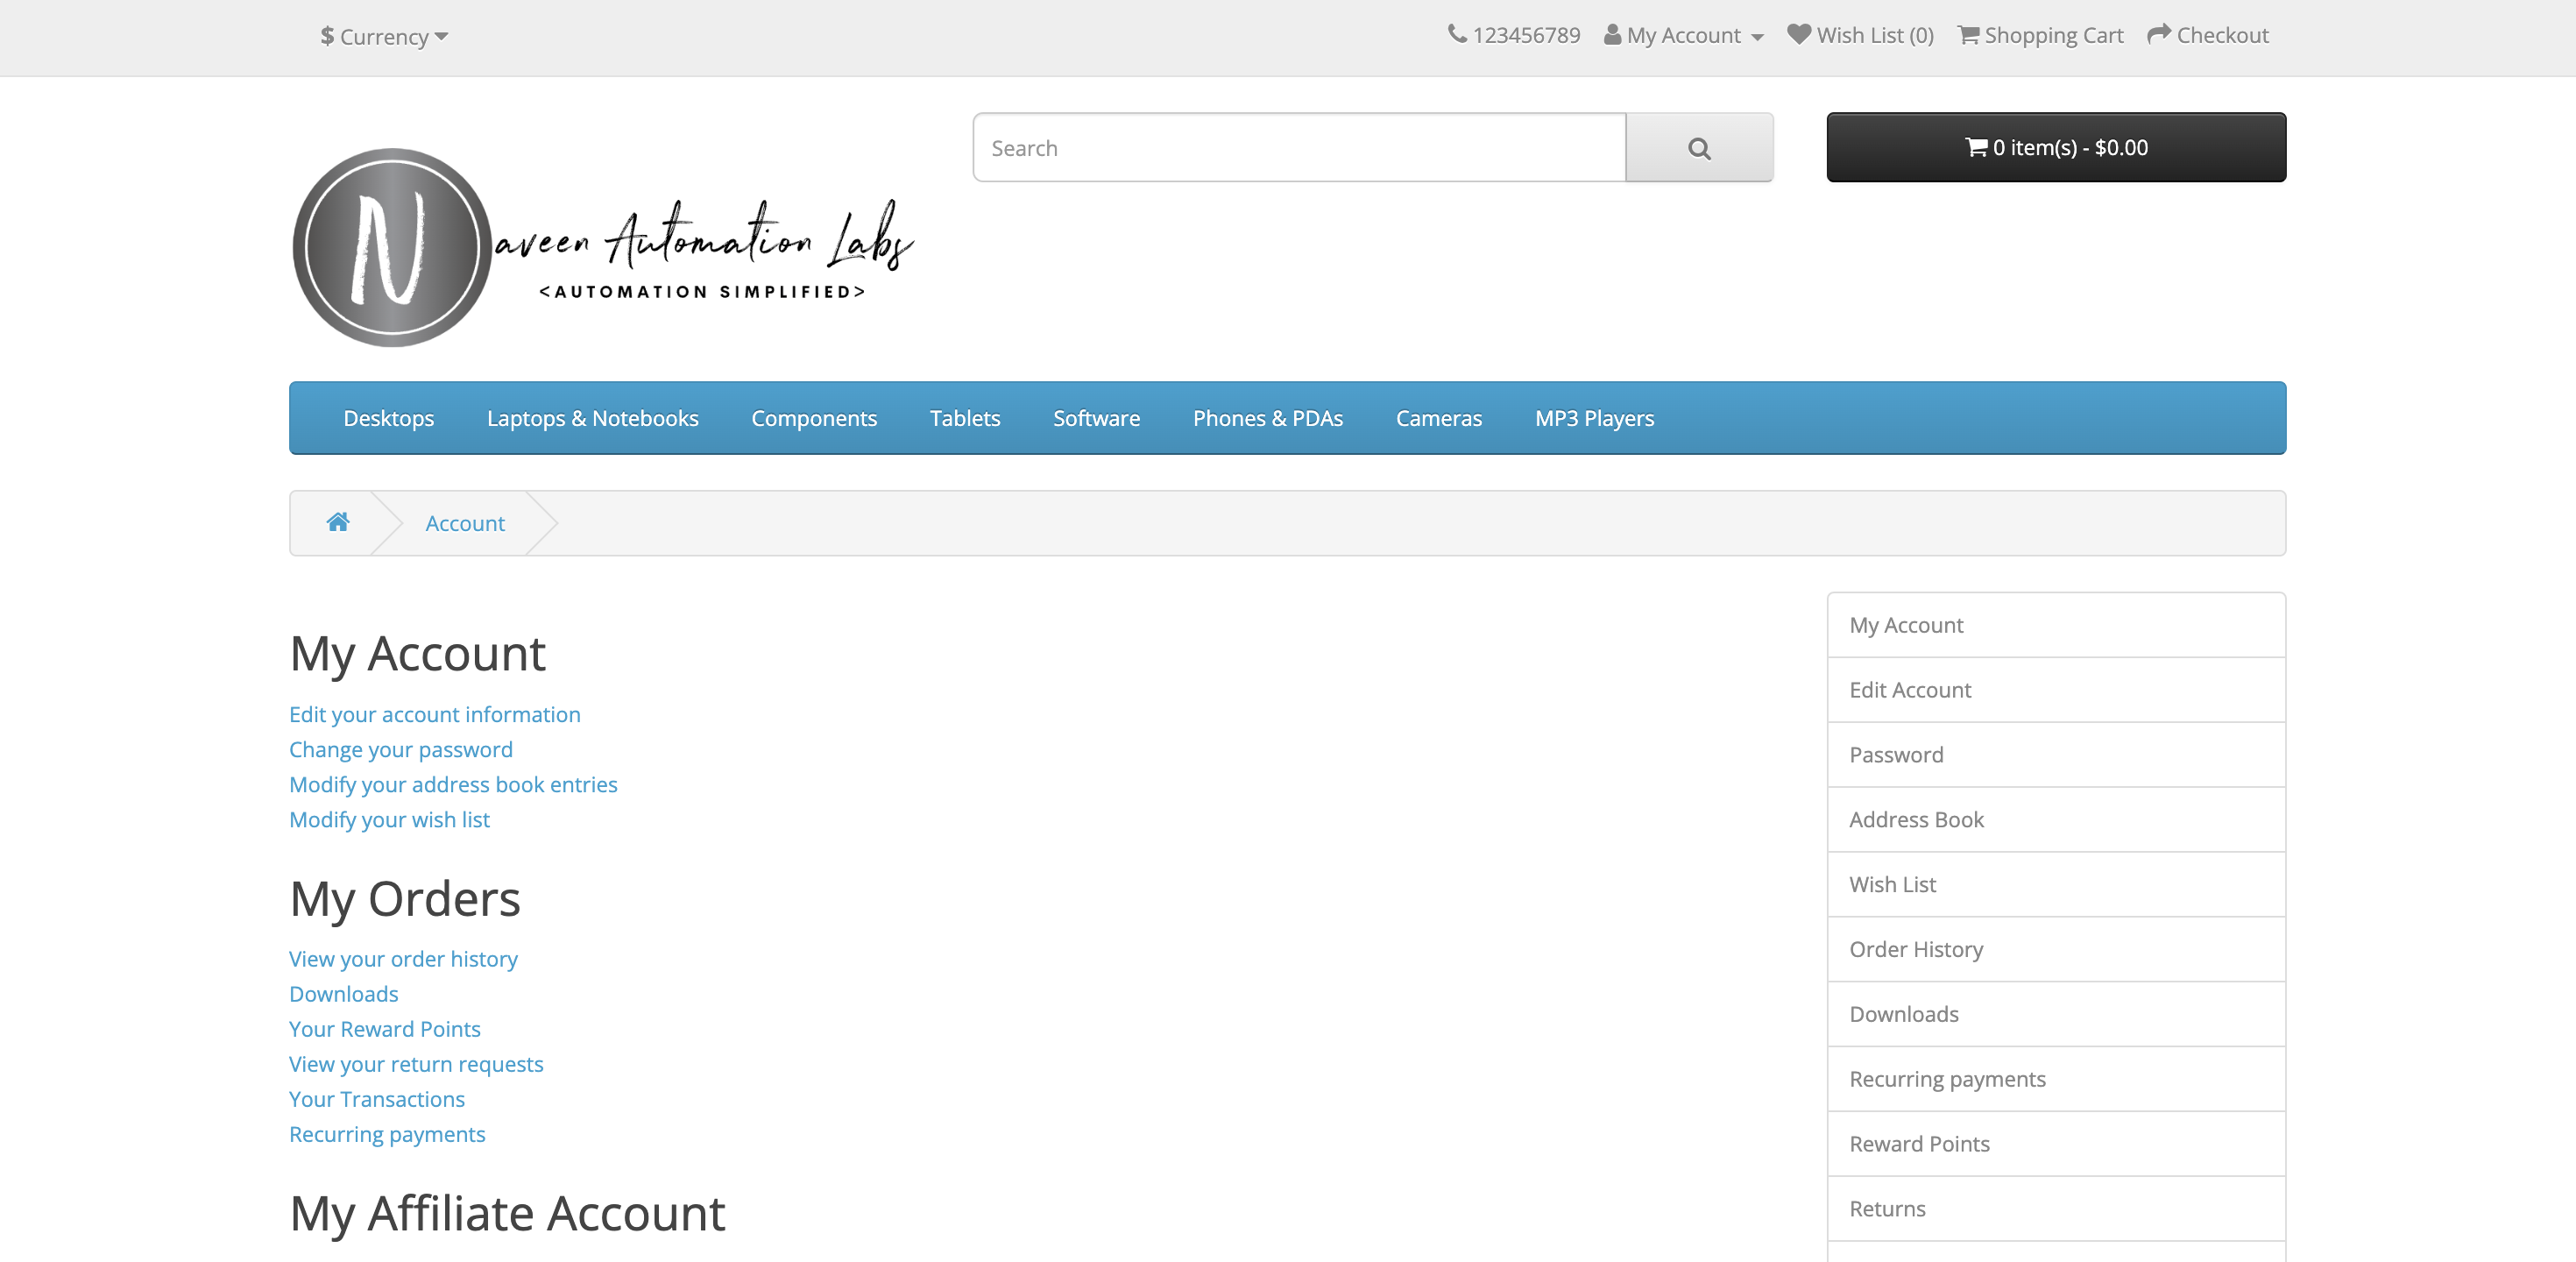 $ Currency
123456789 My Account Wish List (0) Shopping Cart Checkout
Search
0 item(s) - $0.00
Naveen Automation Labs
<AUTOMATION SIMPLIFIED>
Desktops Laptops & Notebooks Components Tablets Software Phones & PDAs Cameras MP3 Players
Account
My Account
Edit your account information
Change your password
Modify your address book entries
Modify your wish list
My Orders
View your order history
Downloads
Your Reward Points
View your return requests
Your Transactions
Recurring payments
My Affiliate Account
My Account
Edit Account
Password
Address Book
Wish List
Order History
Downloads
Recurring payments
Reward Points
Returns